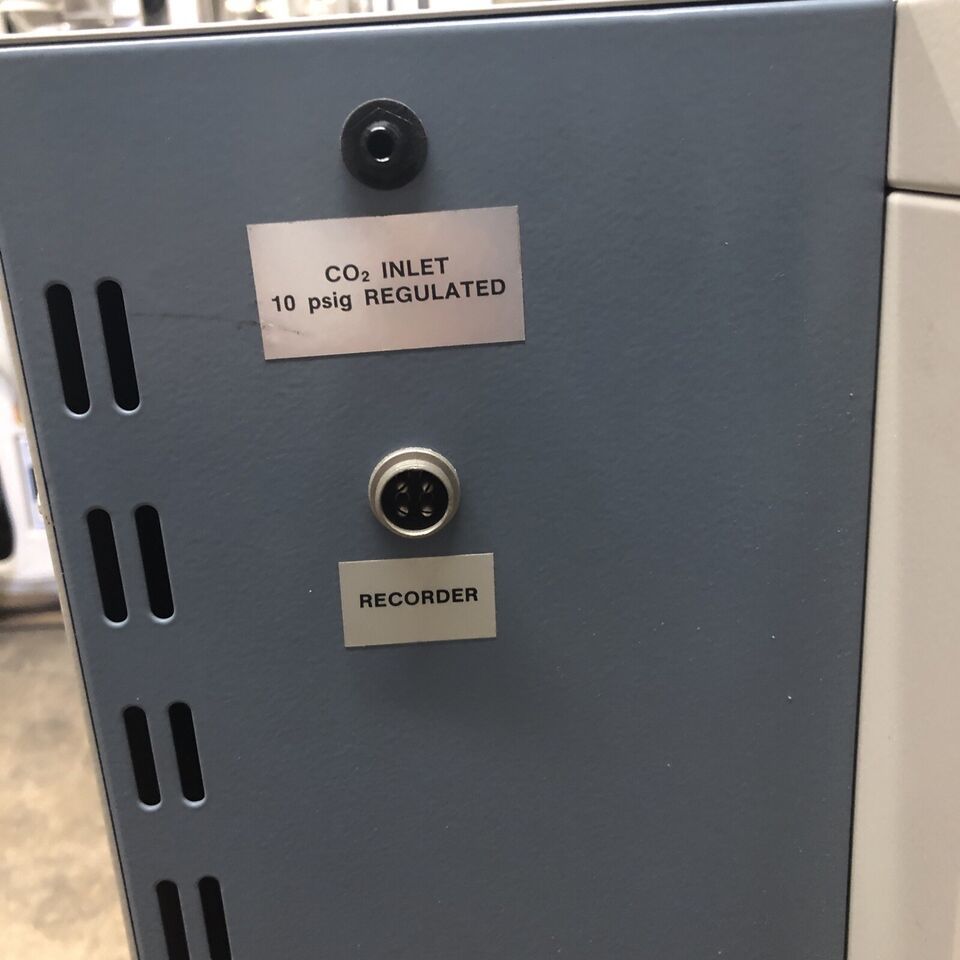 CO₂ INLET
10 psig REGULATED
RECORDER